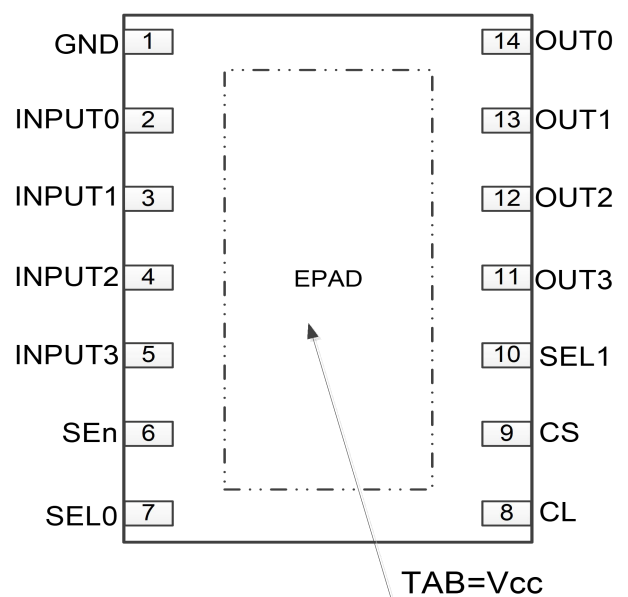 GND 1 14 OUT0
INPUT0 2 13 OUT1
INPUT1 3 12 OUT2
INPUT2 4 EPAD 11 OUT3
INPUT3 5 10 SEL1
SEn 6 9 CS
SEL0 7 8 CL
TAB=Vcc